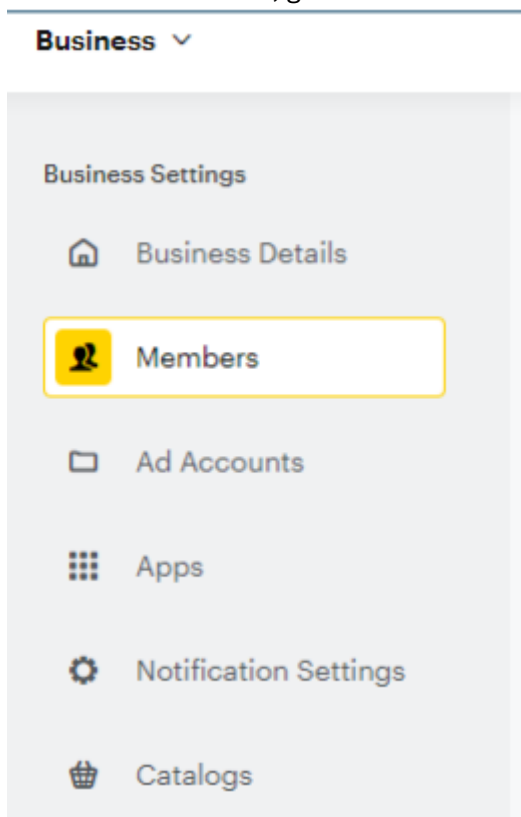 Business
Business Settings
Business Details
Members
Ad Accounts
Apps
Notification Settings
Catalogs